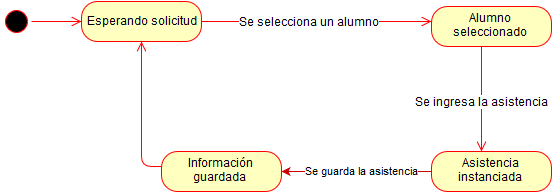 Esperando solicitud
Se selecciona un alumno
Alumno
seleccionado
Se ingresa la asistencia
Asistencia
instanciada
Se guarda la asistencia
Información
guardada